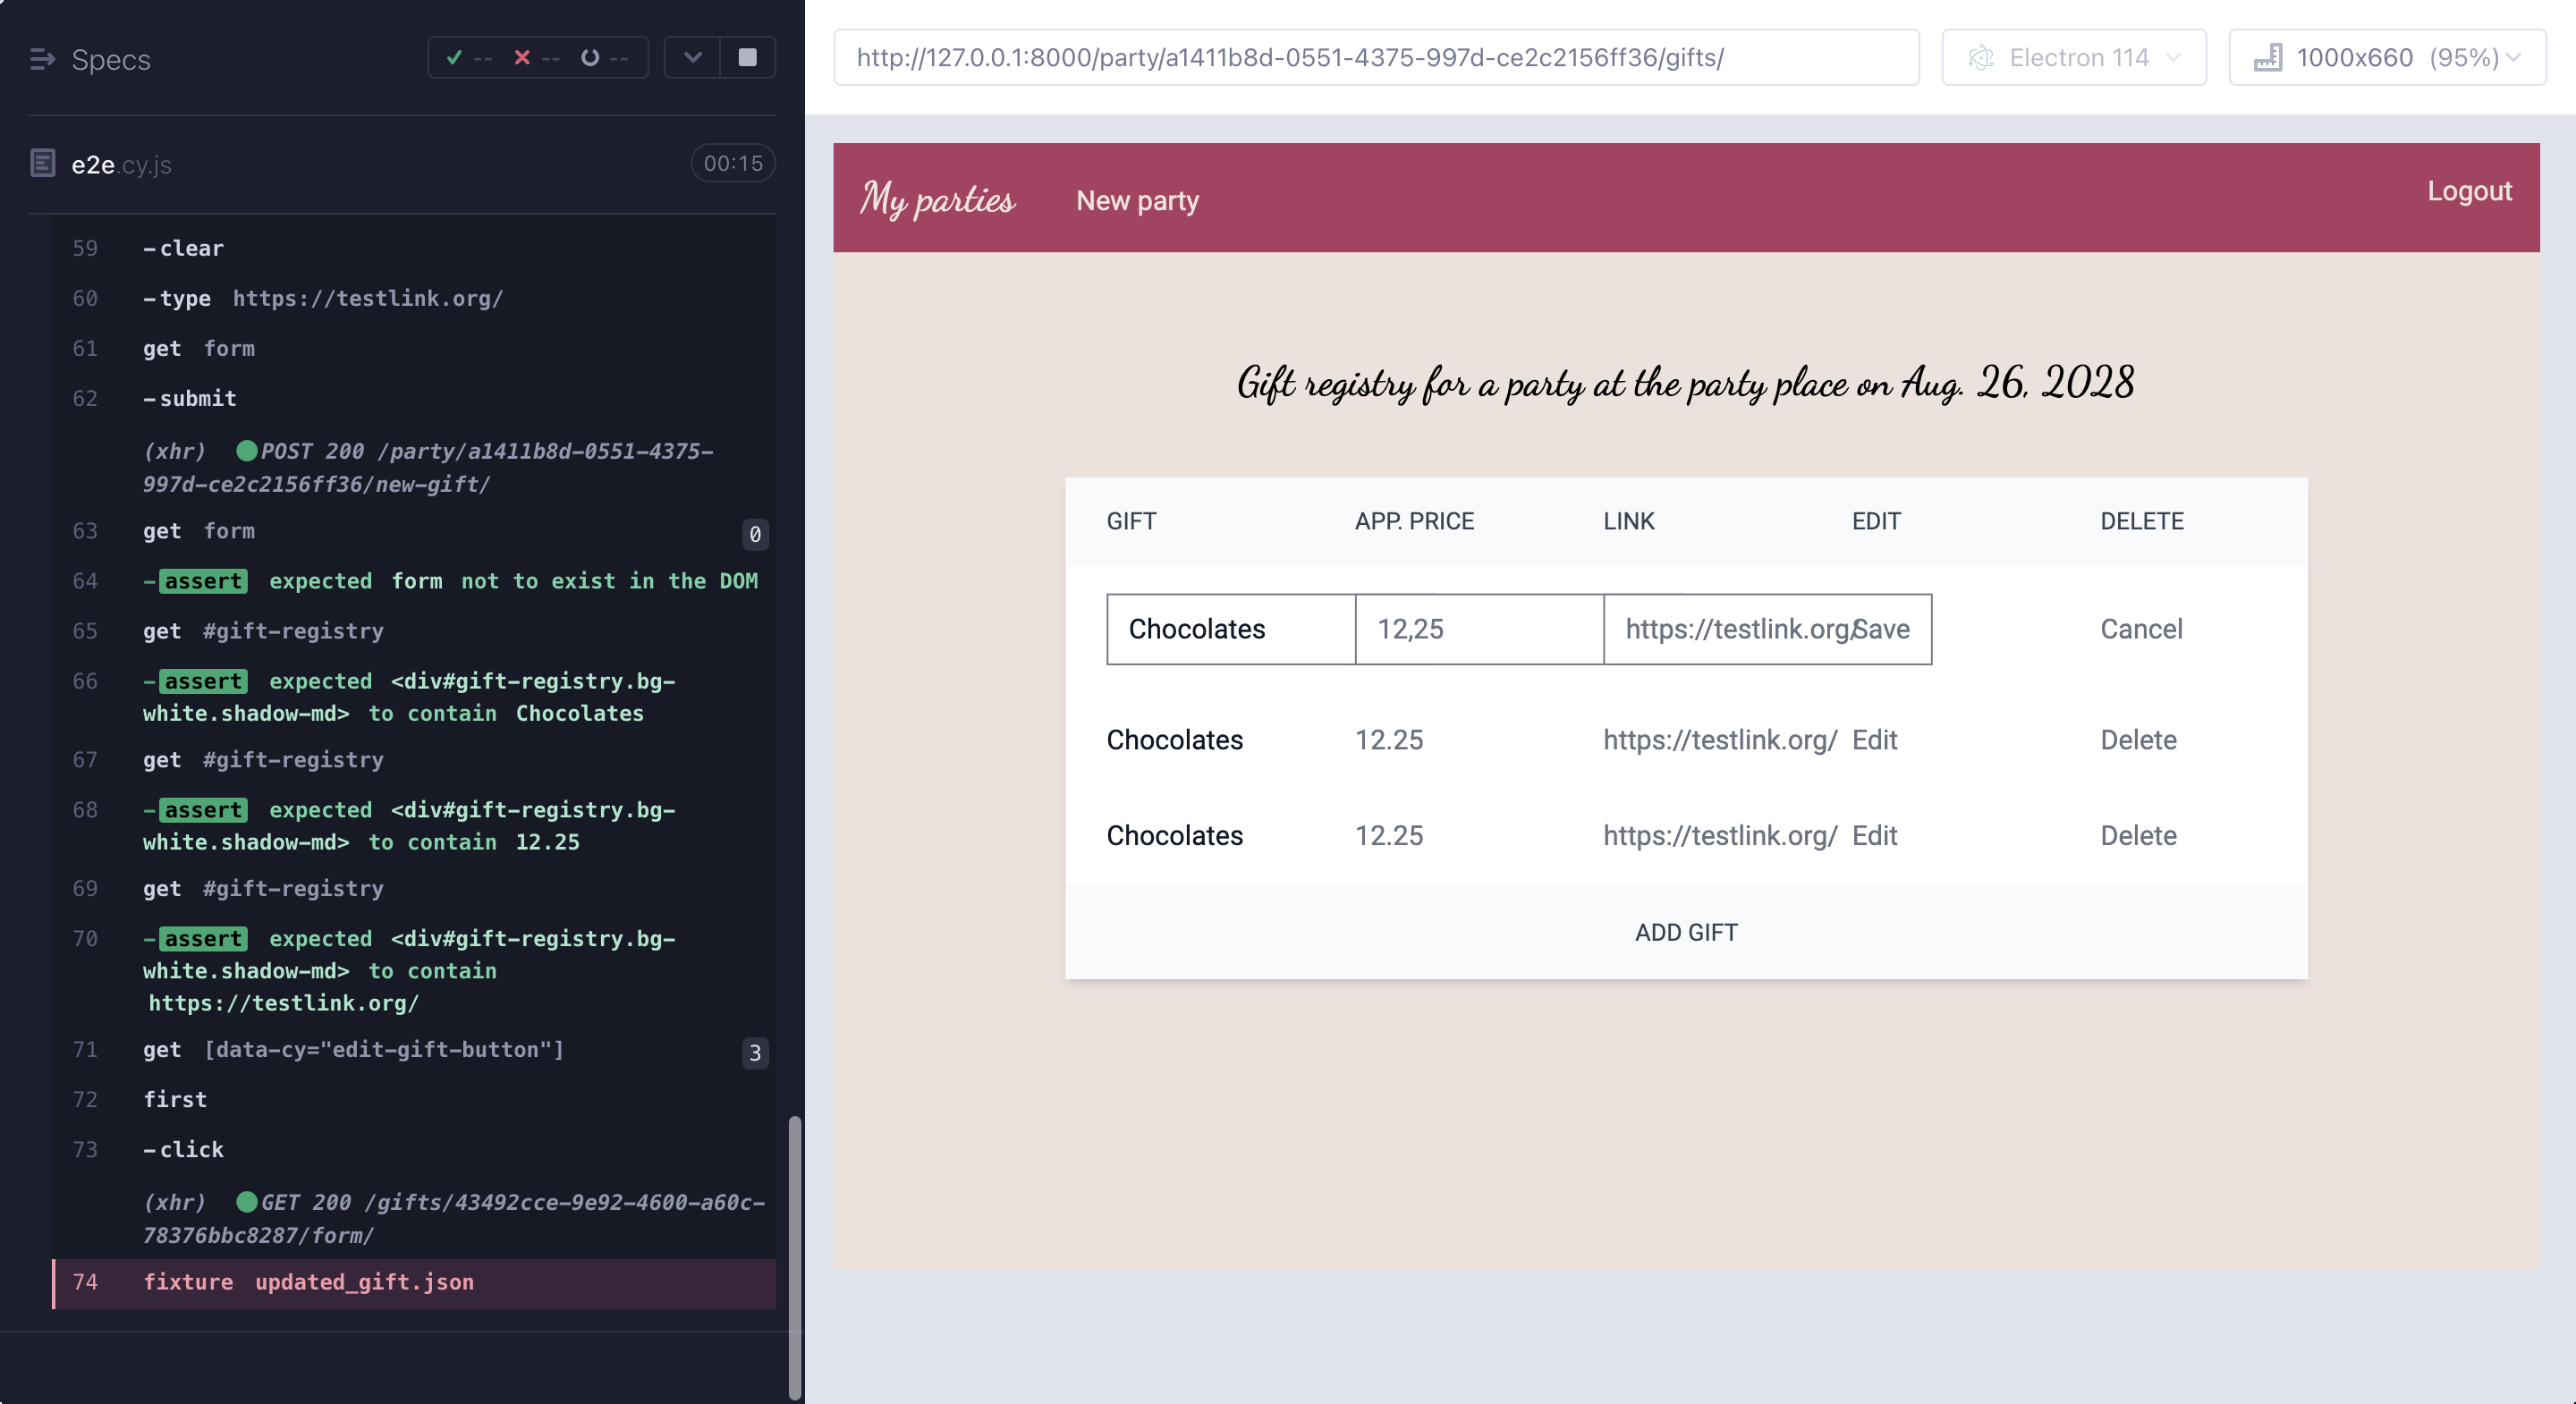 Specs
-- -- --
e2e.cy.js 00:15
59 -clear
60 -type https://testlink.org/
61 get form
62 -submit
(xhr) POST 200 /party/a1411b8d-0551-4375-
997d-ce2c2156ff36/new-gift/
63 get form 0
64 -assert expected form not to exist in the DOM
65 get #gift-registry
66 -assert expected <div#gift-registry.bg-
white.shadow-md> to contain Chocolates
67 get #gift-registry
68 -assert expected <div#gift-registry.bg-
white.shadow-md> to contain 12.25
69 get #gift-registry
70 -assert expected <div#gift-registry.bg-
white.shadow-md> to contain
https://testlink.org/
71 get [data-cy="edit-gift-button"] 3
72 first
73 -click
(xhr) GET 200 /gifts/43492cce-9e92-4600-a60c-
78376bbc8287/form/
74 fixture updated_gift.json
http://127.0.0.1:8000/party/a1411b8d-0551-4375-997d-ce2c2156ff36/gifts/ Electron 114 1000x660 (95%)
My parties New party Logout
Gift registry for a party at the party place on Aug. 26, 2028
GIFT APP. PRICE LINK EDIT DELETE
Chocolates 12,25 https://testlink.org/ Save Cancel
Chocolates 12.25 https://testlink.org/ Edit Delete
Chocolates 12.25 https://testlink.org/ Edit Delete
ADD GIFT